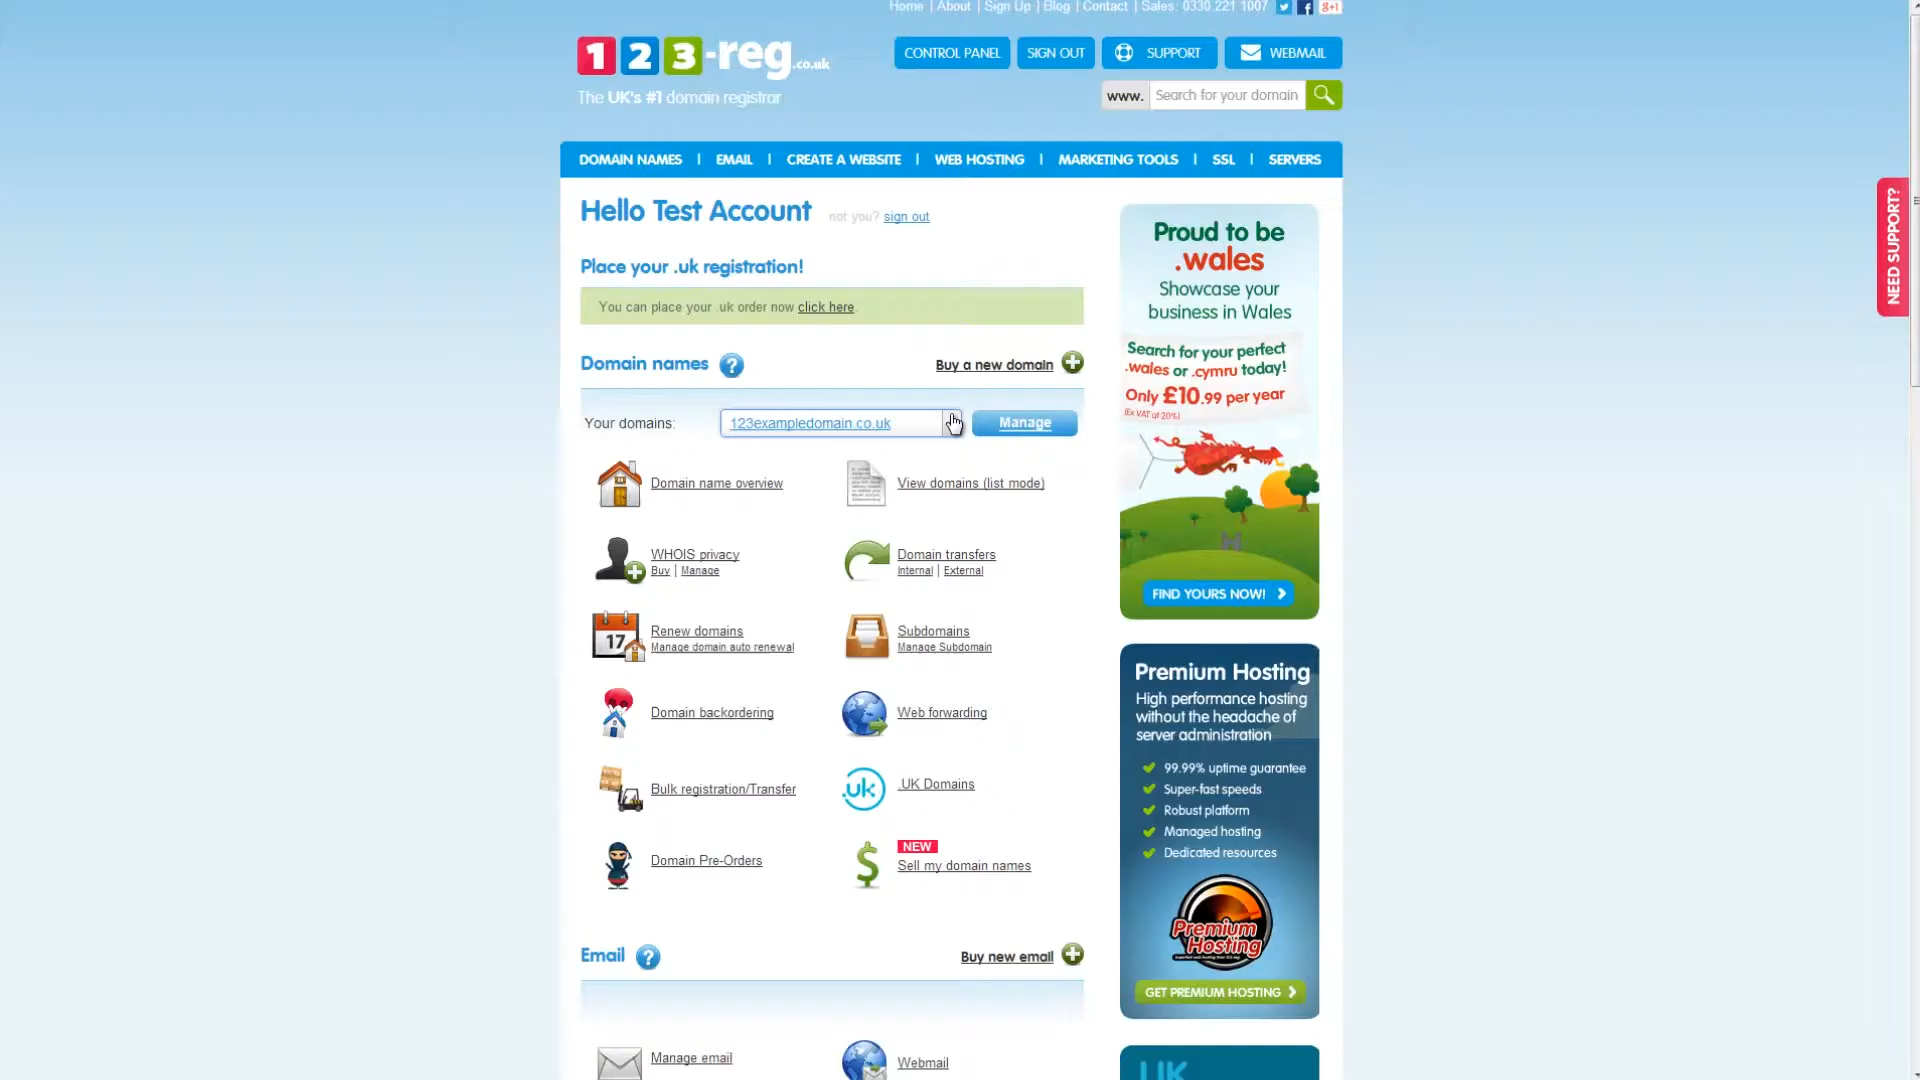 Home | About | Sign Up | Blog | Contact | Sales: 0330 221 1007 g+1
123-reg.co.uk
The UK's #1 domain registrar
CONTROL PANEL
SIGN OUT
SUPPORT
WEBMAIL
www. Search for your domain
DOMAIN NAMES | EMAIL | CREATE A WEBSITE | WEB HOSTING | MARKETING TOOLS | SSL | SERVERS
Hello Test Account not you? sign out
Place your .uk registration!
You can place your .uk order now click here.
Domain names ? Buy a new domain
Your domains: 123exampledomain.co.uk Manage
Domain name overview
View domains (list mode)
WHOIS privacy
Buy | Manage
Domain transfers
Internal | External
17
Renew domains
Manage domain auto renewal
Subdomains
Manage Subdomain
Domain backordering
Web forwarding
Bulk registration/Transfer
.uk
.UK Domains
Domain Pre-Orders
$
NEW
Sell my domain names
Email ? Buy new email
Manage email
Webmail
Proud to be
.wales
Showcase your
business in Wales
Search for your perfect
.wales or .cymru today!
Only £10.99 per year
(Ex VAT at 20%)
FIND YOURS NOW!
Premium Hosting
High performance hosting
without the headache of
server administration
99.99% uptime guarantee
Super-fast speeds
Robust platform
Managed hosting
Dedicated resources
Premium
Hosting
GET PREMIUM HOSTING
UK
NEED SUPPORT?